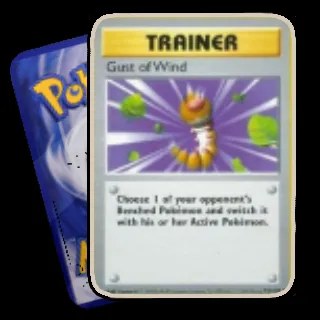 TRAINER
Gust of Wind
Choose 1 of your opponent's
Benched Pokémon and switch it
with his or her Active Pokémon.